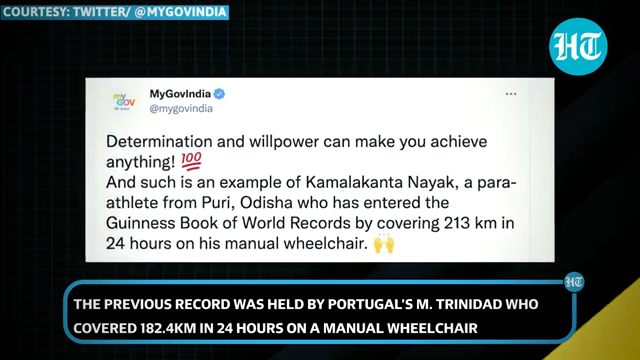 COURTESY: TWITTER/ @MYGOVINDIA
HT
MyGovIndia
@mygovindia
my
GOV
Determination and willpower can make you achieve
anything! 💯
And such is an example of Kamalakanta Nayak, a para-
athlete from Puri, Odisha who has entered the
Guinness Book of World Records by covering 213 km in
24 hours on his manual wheelchair. 🙌
HT
THE PREVIOUS RECORD WAS HELD BY PORTUGAL'S M. TRINIDAD WHO
COVERED 182.4KM IN 24 HOURS ON A MANUAL WHEELCHAIR